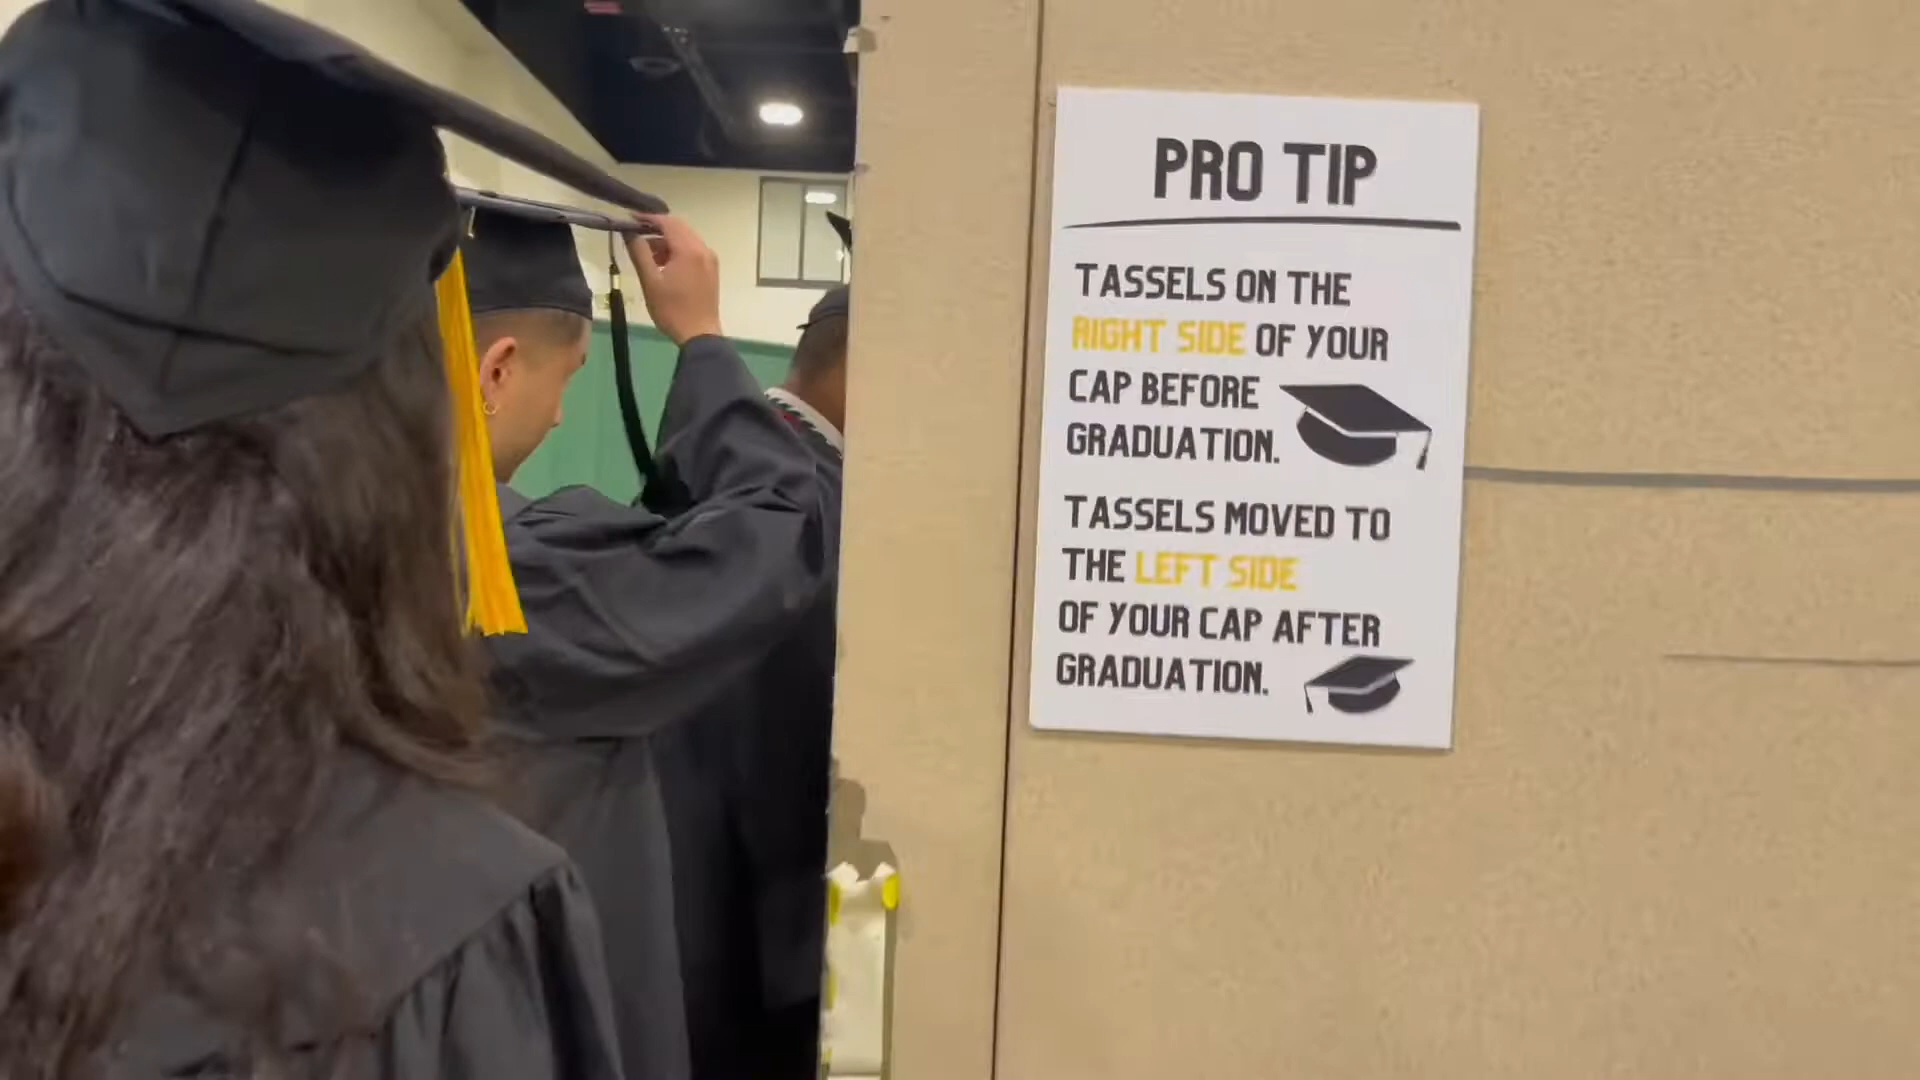 PRO TIP
TASSELS ON THE
RIGHT SIDE OF YOUR
CAP BEFORE
GRADUATION.
TASSELS MOVED TO
THE LEFT SIDE
OF YOUR CAP AFTER
GRADUATION.